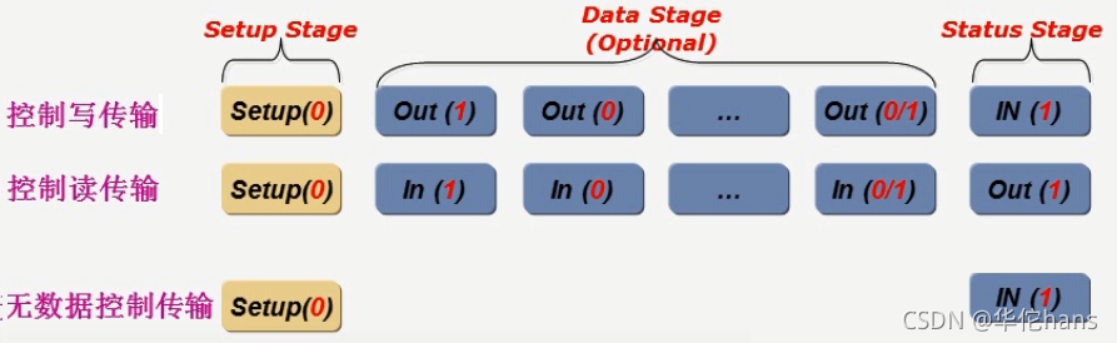 Setup Stage
Data Stage
(Optional)
Status Stage
控制写传输
Setup(0)
Out (1)
Out (0)
...
Out (0/1)
IN (1)
控制读传输
Setup(0)
In (1)
In (0)
...
In (0/1)
Out (1)
无数据控制传输
Setup(0)
IN (1)
CSDN @华佗hans